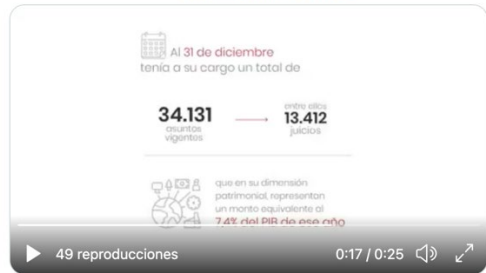 Al 31 de diciembre
tenía a su cargo un total de
34.131
asuntos
vigentes
entre ellos
13.412
juicios
que en su dimensión
patrimonial, representan
un monto equivalente al
7,4% del PIB de ese año
49 reproducciones
0:17 / 0:25